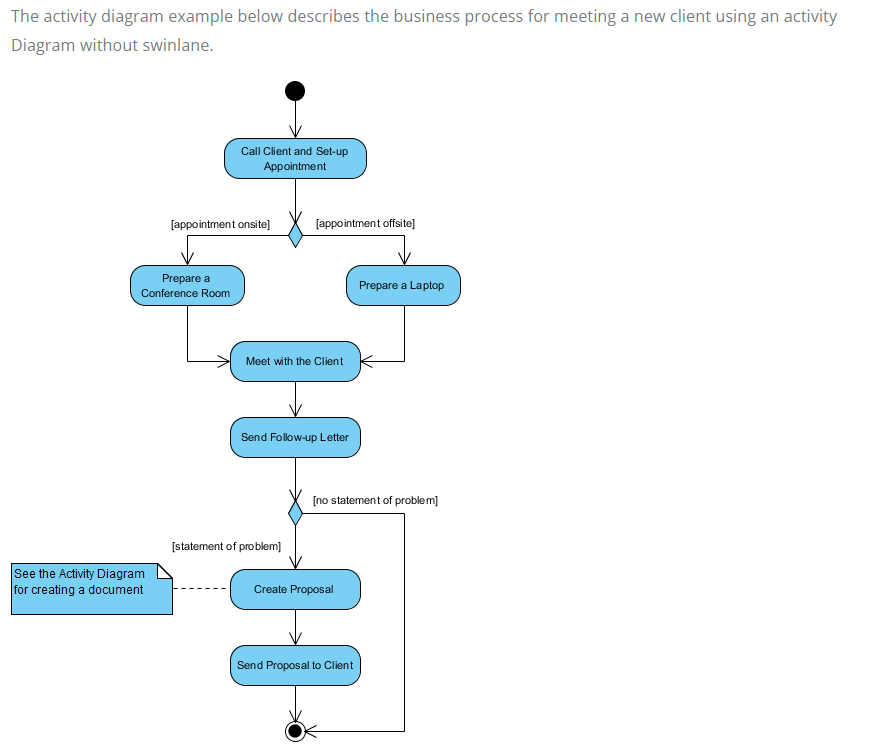 The activity diagram example below describes the business process for meeting a new client using an activity
Diagram without swinlane.
Call Client and Set-up
Appointment
[appointment onsite]
[appointment offsite]
Prepare a
Conference Room
Prepare a Laptop
Meet with the Client
Send Follow-up Letter
[no statement of problem]
[statement of problem]
See the Activity Diagram
for creating a document
Create Proposal
Send Proposal to Client